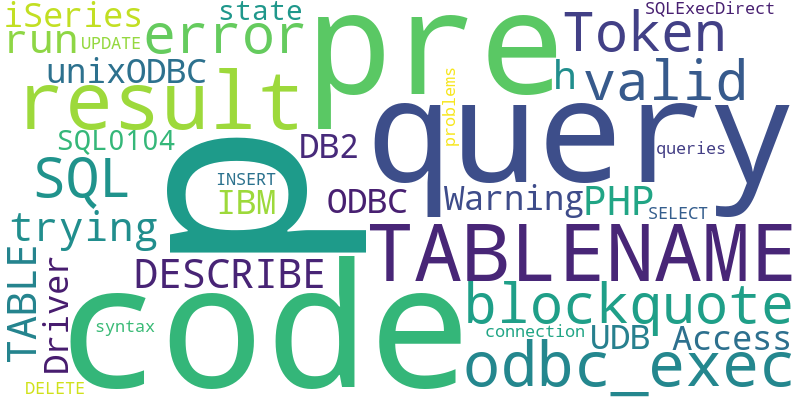 iSeries
state
SQLExecDirect
run
UPDATE
error
pre
Token
unixODBC
result
h
valid
problems
query
SQL0104
DB2
queries
SQL
p
INSERT
IBM
ODBC
Warning
PHP
SELECT
trying
TABLENAME
TABLE
Driver
DESCRIBE
code
blockquote
syntax
connection
UDB
Access
odbc_exec
DELETE